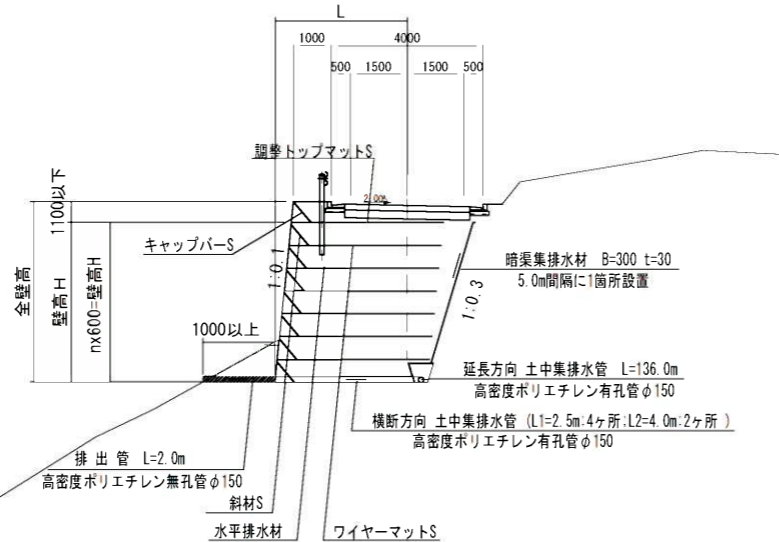 L
1000
4000
500
1500
1500
500
調整トップマットS
2.00%
1100以下
キャップバーS
全壁高
壁高H
nx600=壁高H
1:0.1
1:0.3
暗渠集排水材 B=300 t=30
5.0m間隔に1箇所設置
1000以上
延長方向 土中集排水管 L=136.0m
高密度ポリエチレン有孔管φ150
横断方向 土中集排水管 (L1=2.5m:4ヶ所;L2=4.0m:2ヶ所 )
高密度ポリエチレン有孔管φ150
排 出 管 L=2.0m
高密度ポリエチレン無孔管φ150
斜材S
水平排水材
ワイヤーマットS